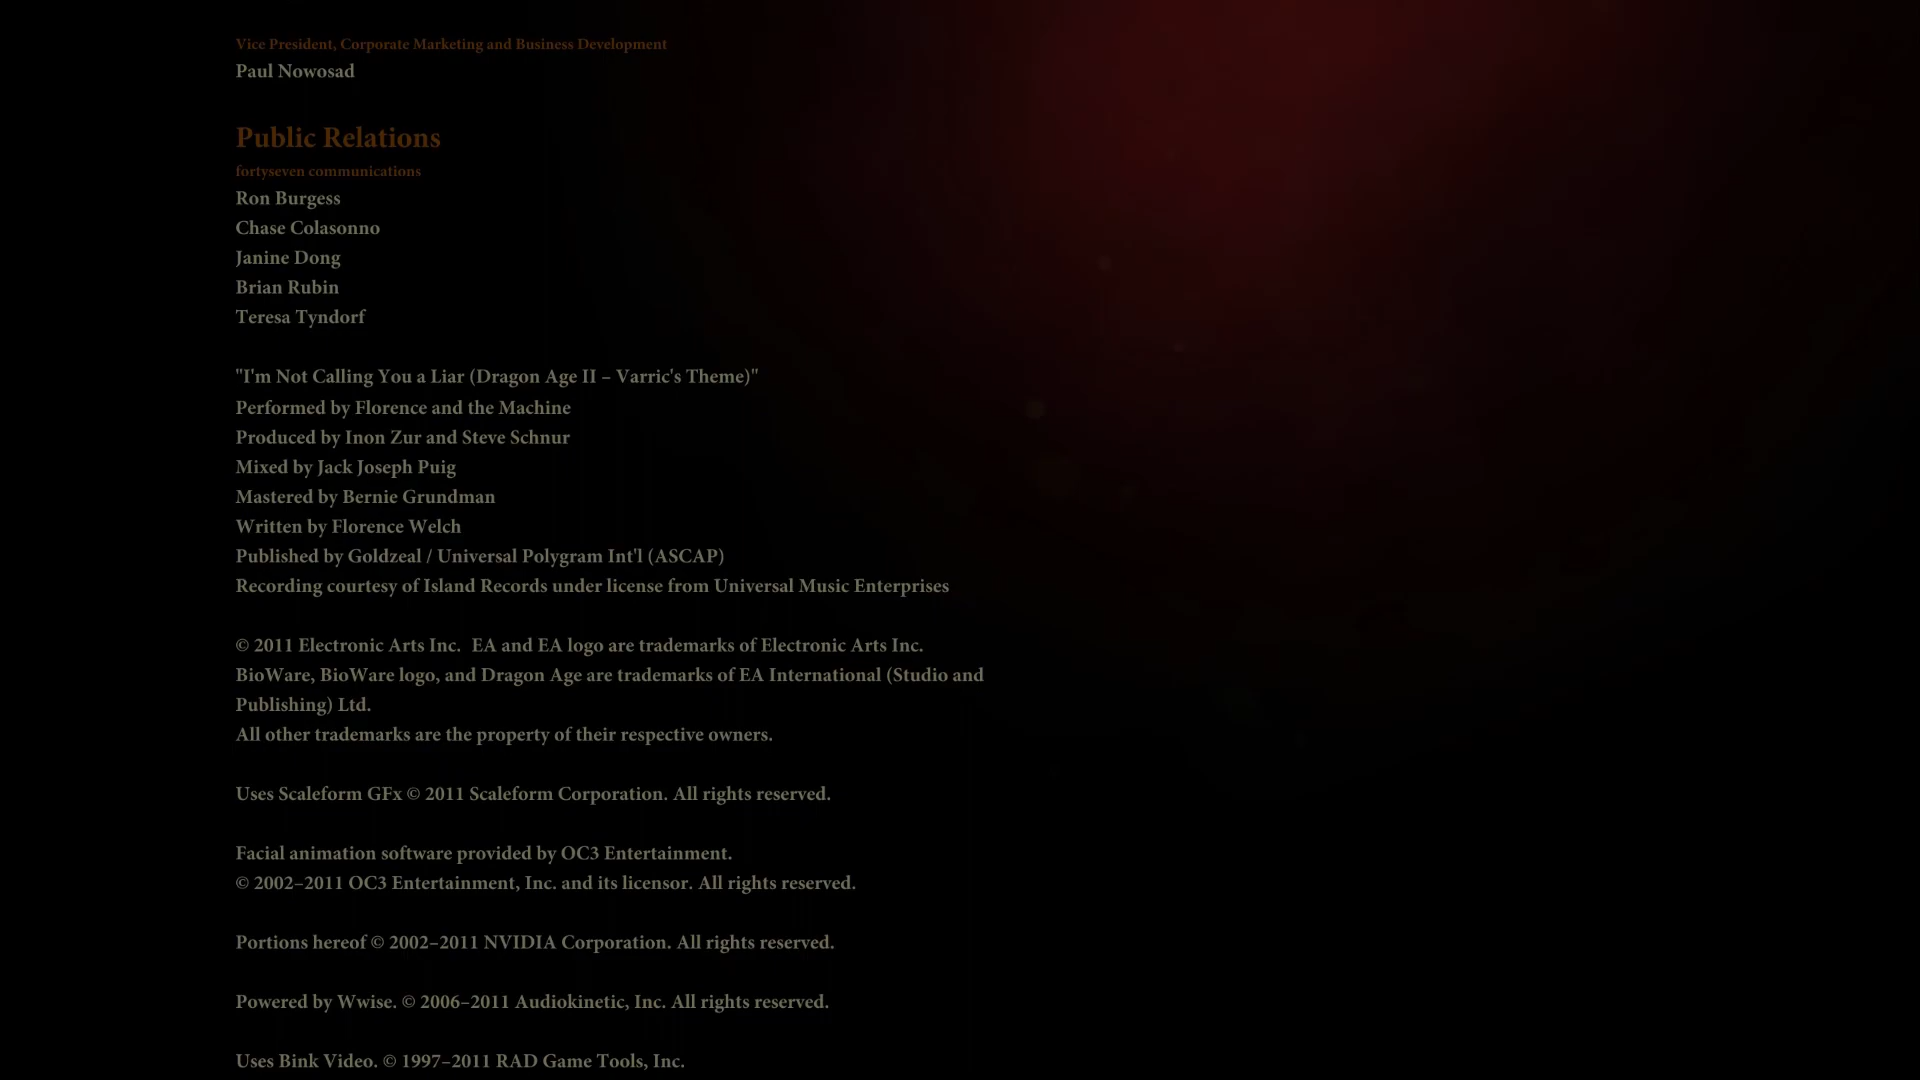 Vice President, Corporate Marketing and Business Development
Paul Nowosad
Public Relations
fortyseven communications
Ron Burgess
Chase Colasonno
Janine Dong
Brian Rubin
Teresa Tyndorf
"I'm Not Calling You a Liar (Dragon Age II – Varric's Theme)"
Performed by Florence and the Machine
Produced by Inon Zur and Steve Schnur
Mixed by Jack Joseph Puig
Mastered by Bernie Grundman
Written by Florence Welch
Published by Goldzeal / Universal Polygram Int'l (ASCAP)
Recording courtesy of Island Records under license from Universal Music Enterprises
© 2011 Electronic Arts Inc.  EA and EA logo are trademarks of Electronic Arts Inc.
BioWare, BioWare logo, and Dragon Age are trademarks of EA International (Studio and
Publishing) Ltd.
All other trademarks are the property of their respective owners.
Uses Scaleform GFx © 2011 Scaleform Corporation. All rights reserved.
Facial animation software provided by OC3 Entertainment.
© 2002–2011 OC3 Entertainment, Inc. and its licensor. All rights reserved.
Portions hereof © 2002–2011 NVIDIA Corporation. All rights reserved.
Powered by Wwise. © 2006–2011 Audiokinetic, Inc. All rights reserved.
Uses Bink Video. © 1997–2011 RAD Game Tools, Inc.